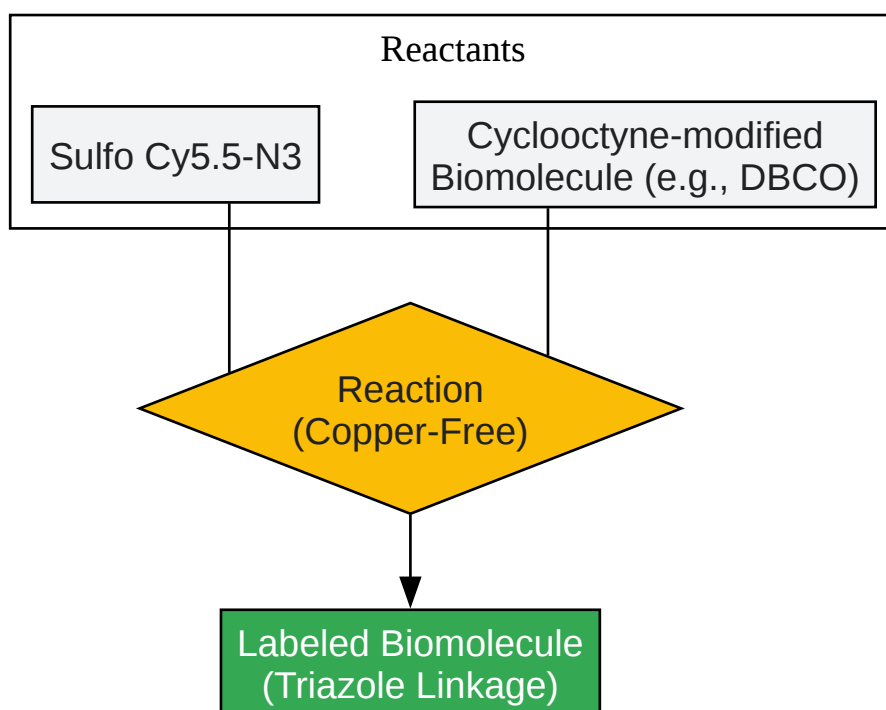 Reactants
Sulfo Cy5.5-N3
Cyclooctyne-modified
Biomolecule (e.g., DBCO)
Reaction
(Copper-Free)
Labeled Biomolecule
(Triazole Linkage)